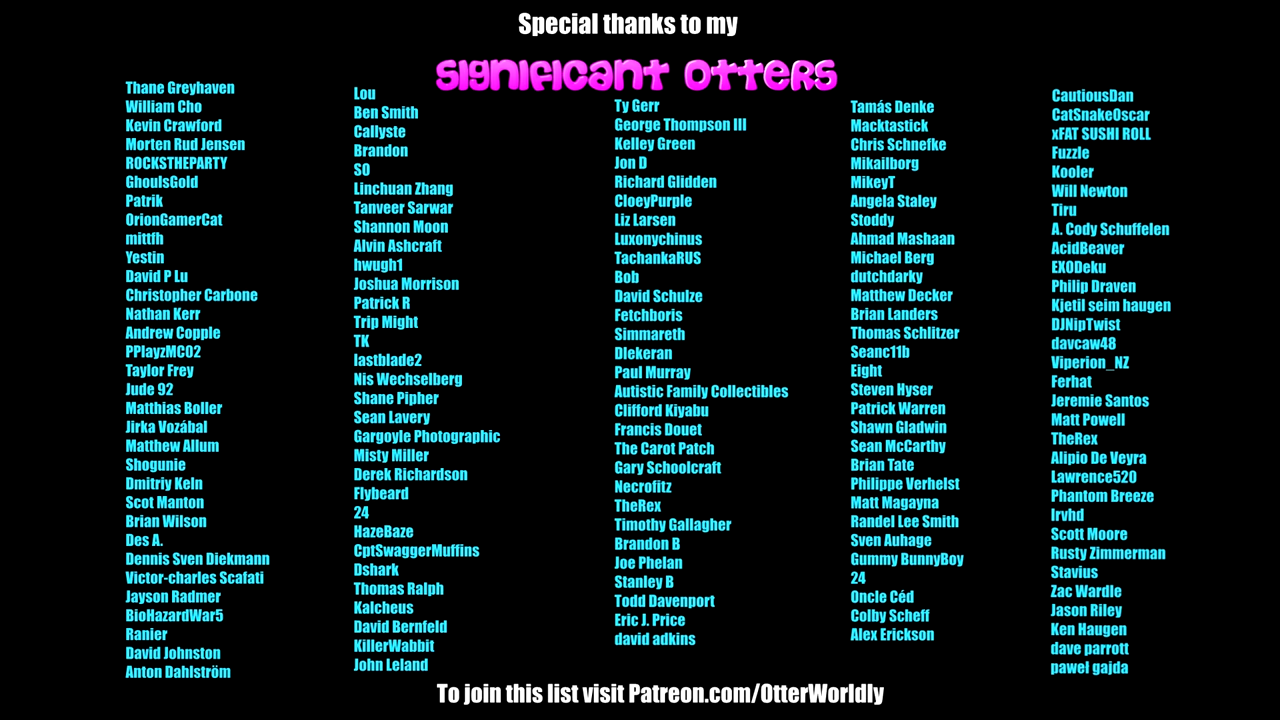 Special thanks to my
SIGNIFICANT OTTERS
Thane Greyhaven
William Cho
Kevin Crawford
Morten Rud Jensen
ROCKSTHEPARTY
GhoulsGold
Patrik
OrionGamerCat
mittfh
Yestin
David P Lu
Christopher Carbone
Nathan Kerr
Andrew Copple
PPlayzMC02
Taylor Frey
Jude 92
Matthias Boller
Jirka Vozábal
Matthew Allum
Shogunie
Dmitriy Keln
Scot Manton
Brian Wilson
Des A.
Dennis Sven Diekmann
Victor-charles Scafati
Jayson Radmer
BioHazardWar5
Ranier
David Johnston
Anton Dahlström
Lou
Ben Smith
Callyste
Brandon
SO
Linchuan Zhang
Tanveer Sarwar
Shannon Moon
Alvin Ashcraft
hwugh1
Joshua Morrison
Patrick R
Trip Might
TK
lastblade2
Nis Wechselberg
Shane Pipher
Sean Lavery
Gargoyle Photographic
Misty Miller
Derek Richardson
Flybeard
24
HazeBaze
CptSwaggerMuffins
Dshark
Thomas Ralph
Kalcheus
David Bernfeld
KillerWabbit
John Leland
Ty Gerr
George Thompson III
Kelley Green
Jon D
Richard Glidden
CloeyPurple
Liz Larsen
Luxonychinus
TachankaRUS
Bob
David Schulze
Fetchboris
Simmareth
Dlekeran
Paul Murray
Autistic Family Collectibles
Clifford Kiyabu
Francis Douet
The Carot Patch
Gary Schoolcraft
Necrofitz
TheRex
Timothy Gallagher
Brandon B
Joe Phelan
Stanley B
Todd Davenport
Eric J. Price
david adkins
Tamás Denke
Macktastick
Chris Schnefke
Mikailborg
MikeyT
Angela Staley
Stoddy
Ahmad Mashaan
Michael Berg
dutchdarky
Matthew Decker
Brian Landers
Thomas Schlitzer
Seanc11b
Eight
Steven Hyser
Patrick Warren
Shawn Gladwin
Sean McCarthy
Brian Tate
Philippe Verhelst
Matt Magayna
Randel Lee Smith
Sven Auhage
Gummy BunnyBoy
24
Oncle Céd
Colby Scheff
Alex Erickson
CautiousDan
CatSnakeOscar
xFAT SUSHI ROLL
Fuzzle
Kooler
Will Newton
Tiru
A. Cody Schuffelen
AcidBeaver
EXODeku
Philip Draven
Kjetil seim haugen
DJNipTwist
davcaw48
Viperion_NZ
Ferhat
Jeremie Santos
Matt Powell
TheRex
Alipio De Veyra
Lawrence520
Phantom Breeze
lrvhd
Scott Moore
Rusty Zimmerman
Stavius
Zac Wardle
Jason Riley
Ken Haugen
dave parrott
paweł gajda
To join this list visit Patreon.com/OtterWorldly